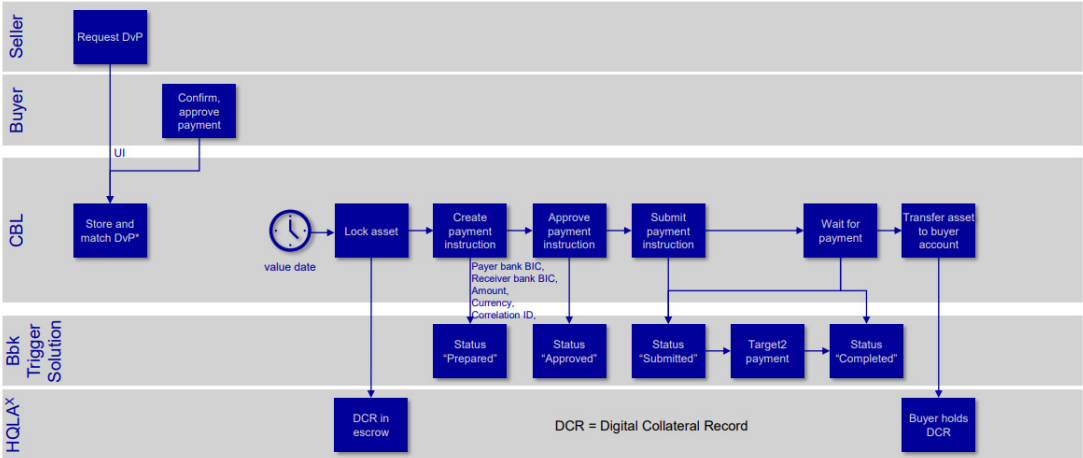 Seller
Request DvP
Buyer
Confirm,
approve
payment
UI
CBL
Store and
match DvP*
value date
Lock asset
Create
payment
instruction
Approve
payment
instruction
Submit
payment
instruction
Wait for
payment
Transfer asset
to buyer
account
Payer bank BIC,
Receiver bank BIC,
Amount,
Currency,
Correlation ID,
Bbk
Trigger
Solution
Status
“Prepared”
Status
“Approved”
Status
“Submitted”
Target2
payment
Status
“Completed”
HQLAˣ
DCR in
escrow
DCR = Digital Collateral Record
Buyer holds
DCR